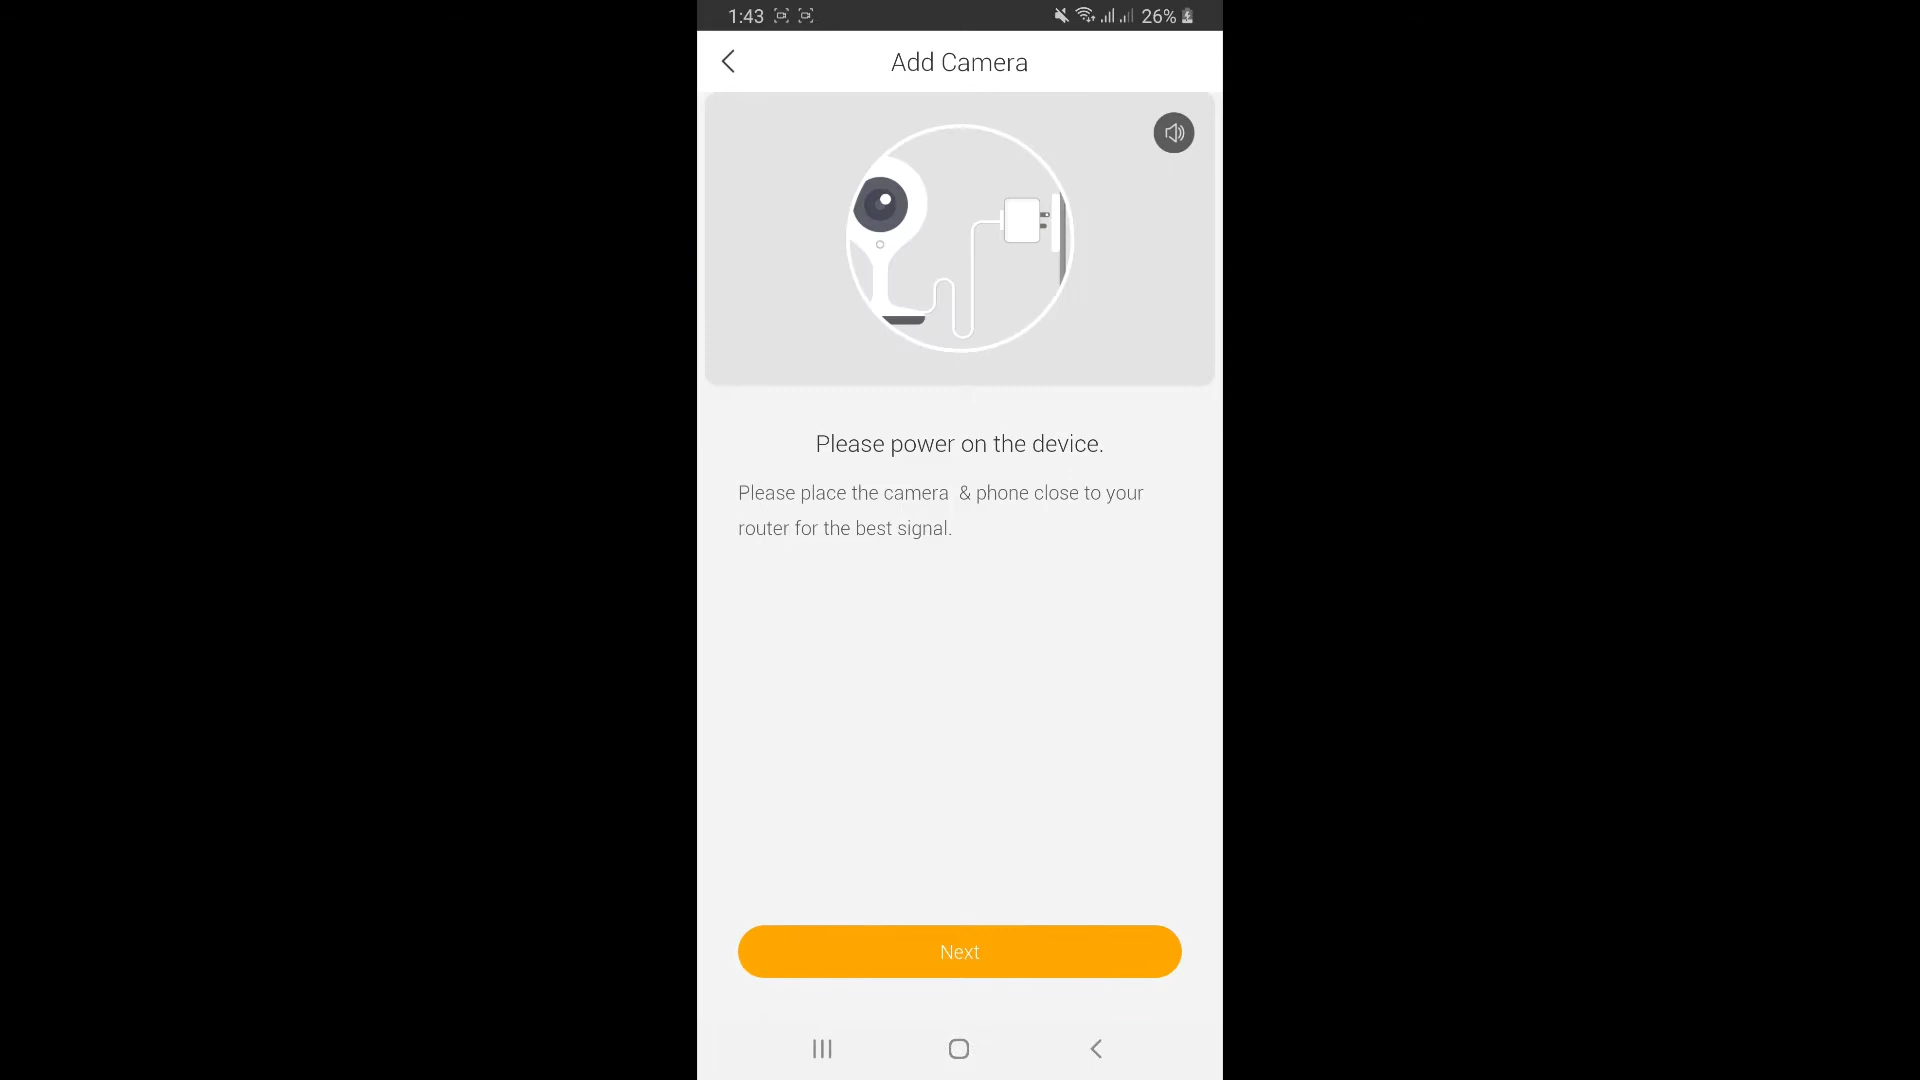 1:43 26%
Add Camera
Please power on the device.
Please place the camera  & phone close to your
router for the best signal.
Next